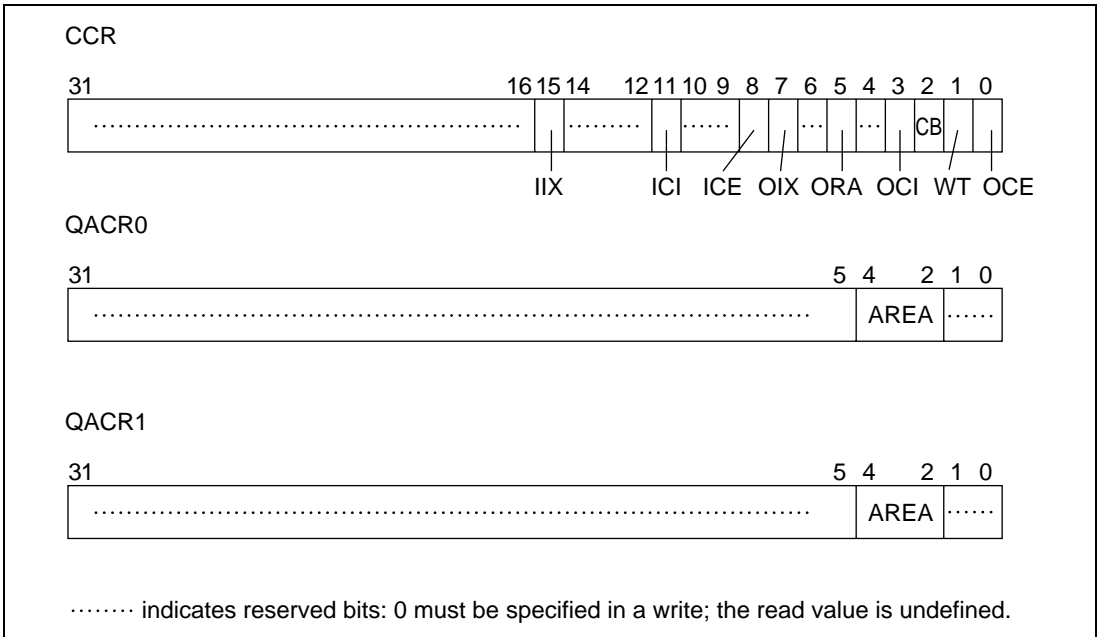 CCR
31 16 15 14 12 11 10 9 8 7 6 5 4 3 2 1 0
CB
IIX ICI ICE OIX ORA OCI WT OCE
QACR0
31 5 4 2 1 0
AREA
QACR1
31 5 4 2 1 0
AREA
········ indicates reserved bits: 0 must be specified in a write; the read value is undefined.